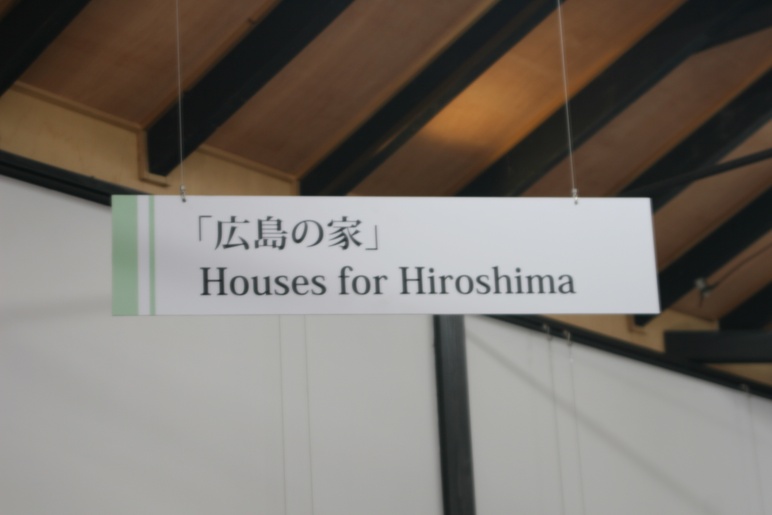 「広島の家」
Houses for Hiroshima